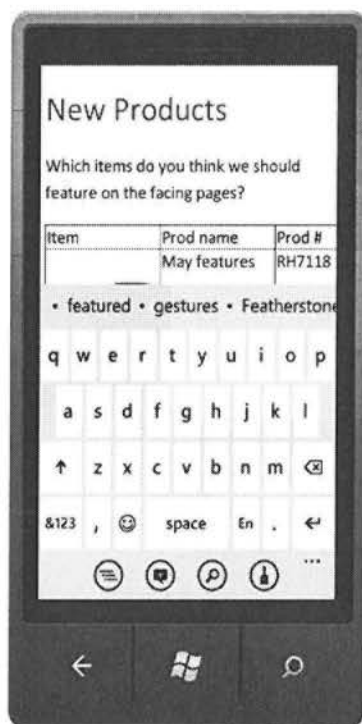 New Products
Which items do you think we should
feature on the facing pages?
Item Prod name Prod #
May features RH7118
• featured • gestures • Featherstone
q w e r t y u i o p
a s d f g h j k l
↑ z x c v b n m
&123 , space En . ↵
...